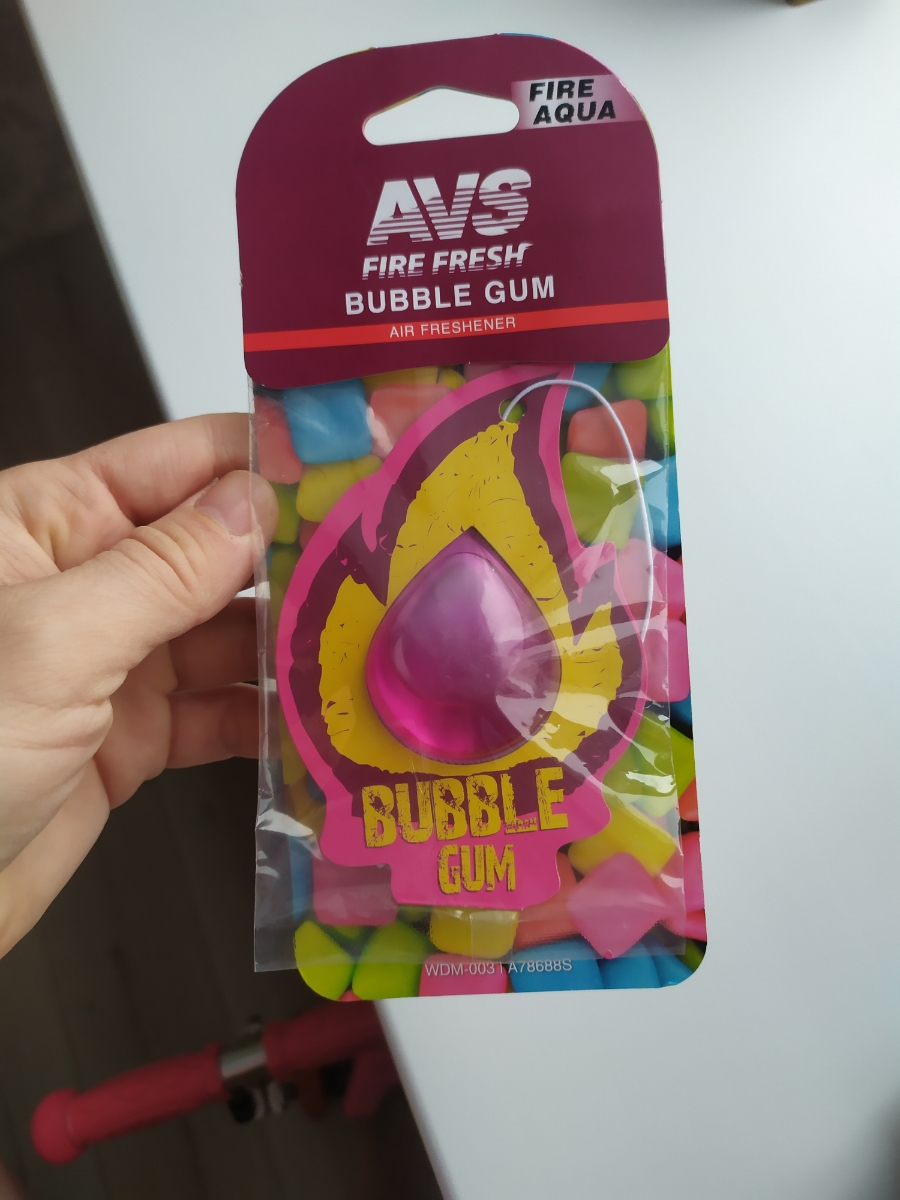 FIRE
AQUA
AVS
FIRE FRESH
BUBBLE GUM
AIR FRESHENER
BUBBLE
GUM
WDM-003 | A78688S